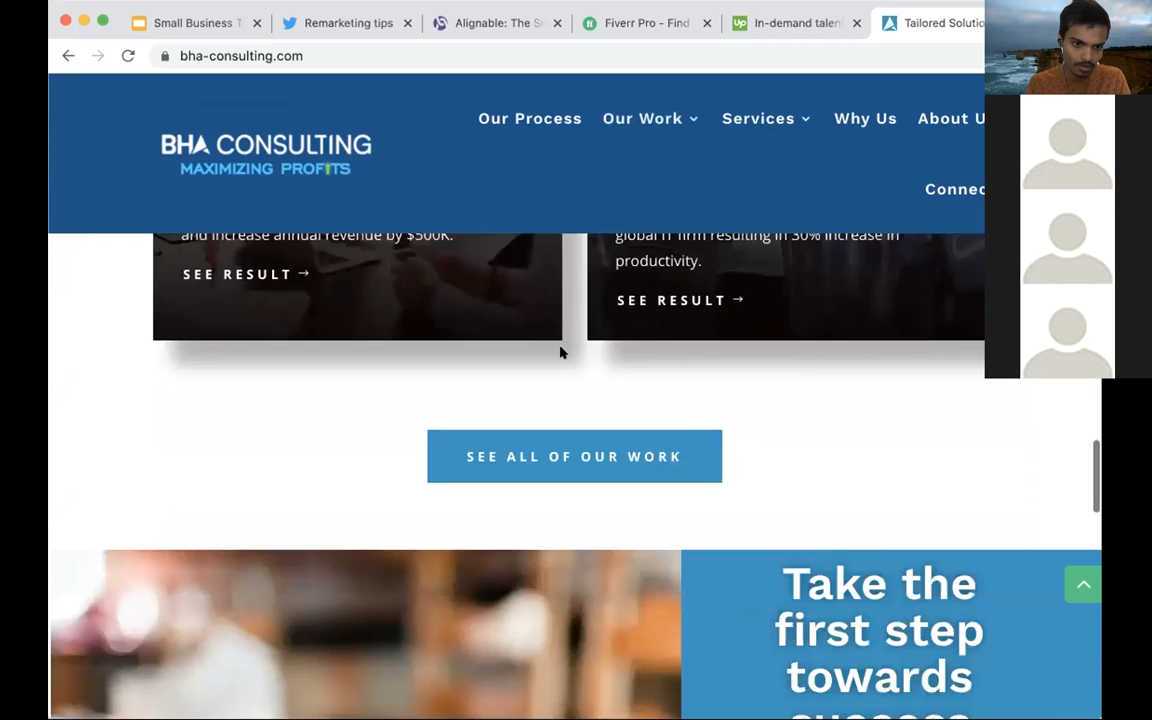 Small Business T
Remarketing tips
Alignable: The S
Fiverr Pro - Find
In-demand talen
Tailored Solutio
bha-consulting.com
BHA CONSULTING
MAXIMIZING PROFITS
Our Process
Our Work
Services
Why Us
About U
Connec
and increase annual revenue by $500K.
SEE RESULT →
global IT firm resulting in 30% increase in
productivity.
SEE RESULT →
SEE ALL OF OUR WORK
Take the
first step
towards